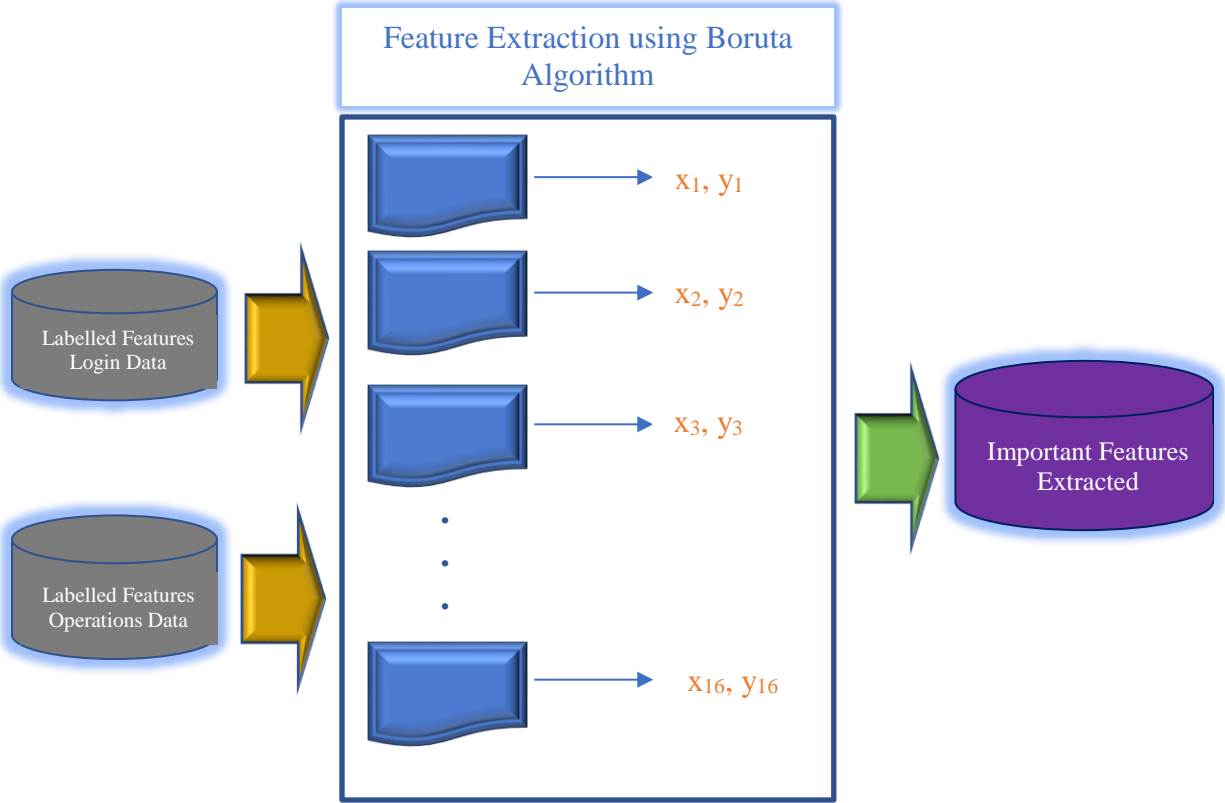 Feature Extraction using Boruta
Algorithm
Labelled Features
Login Data
Labelled Features
Operations Data
x₁, y₁
x₂, y₂
x₃, y₃
x₁₆, y₁₆
Important Features
Extracted